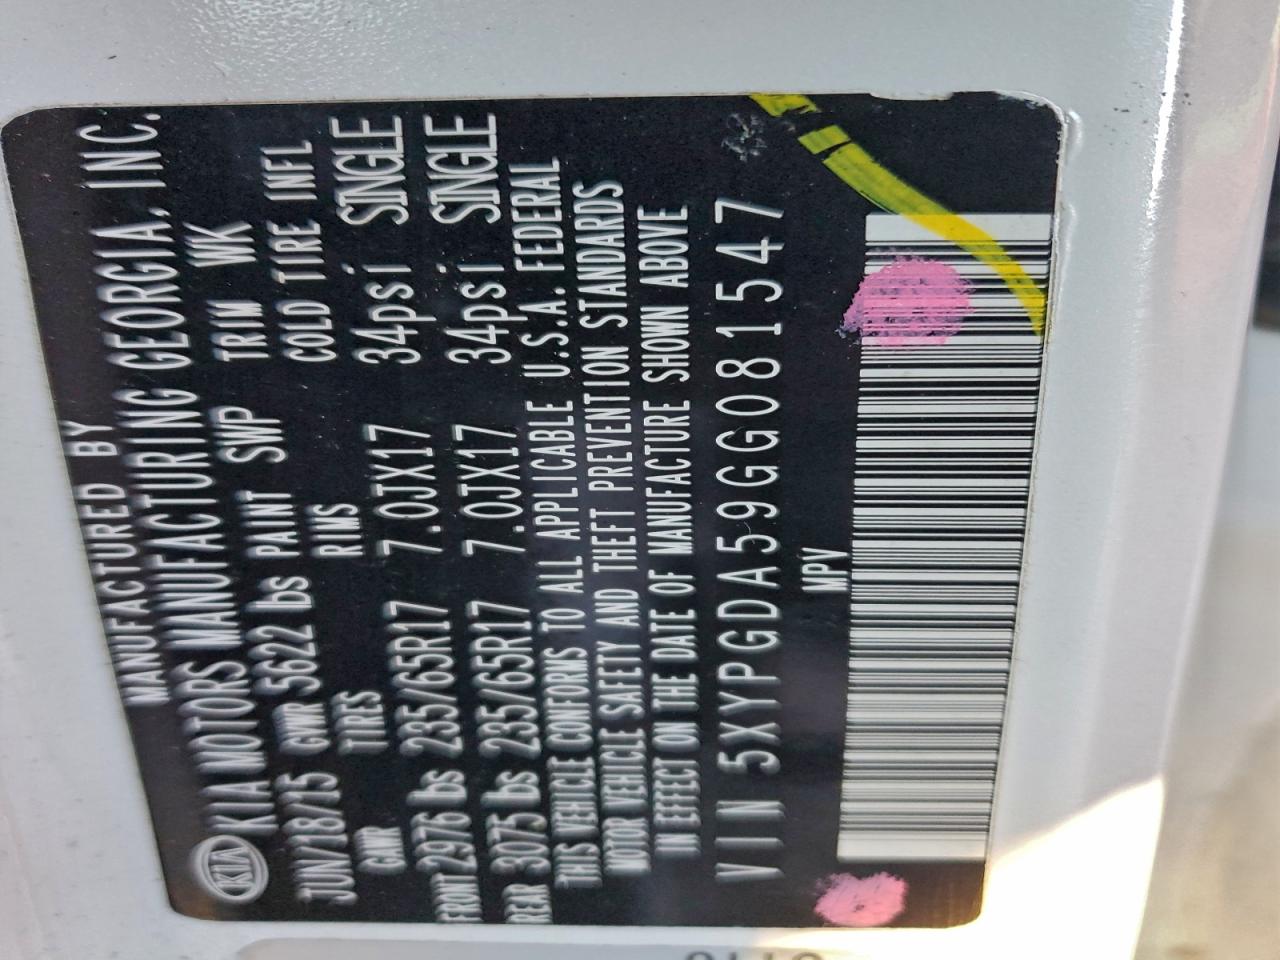 MANUFACTURED BY
KIA KIA MOTORS MANUFACTURING GEORGIA, INC.
JUN/18/15 GVWR 5622 lbs PAINT SWP TRIM WK
GAWR TIRES RIMS COLD TIRE INFL
FRONT 2976 lbs 235/65R17 7.0JX17 34psi SINGLE
REAR 3075 lbs 235/65R17 7.0JX17 34psi SINGLE
THIS VEHICLE CONFORMS TO ALL APPLICABLE U.S.A. FEDERAL
MOTOR VEHICLE SAFETY AND THEFT PREVENTION STANDARDS
IN EFFECT ON THE DATE OF MANUFACTURE SHOWN ABOVE
VIN 5XYPGDA59GG081547
MPV